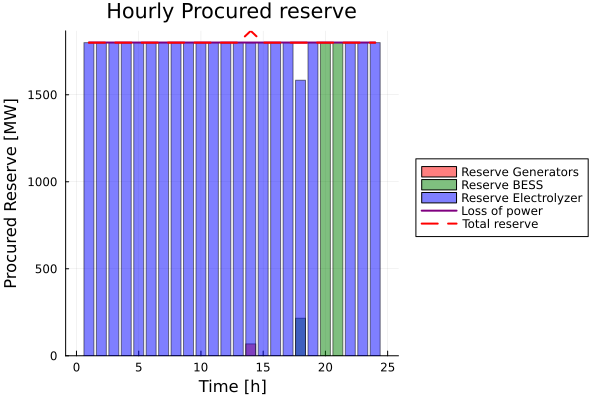 Hourly Procured reserve
Procured Reserve [MW]
1500
1000
500
0
0 5 10 15 20 25
Time [h]
Reserve Generators
Reserve BESS
Reserve Electrolyzer
Loss of power
Total reserve